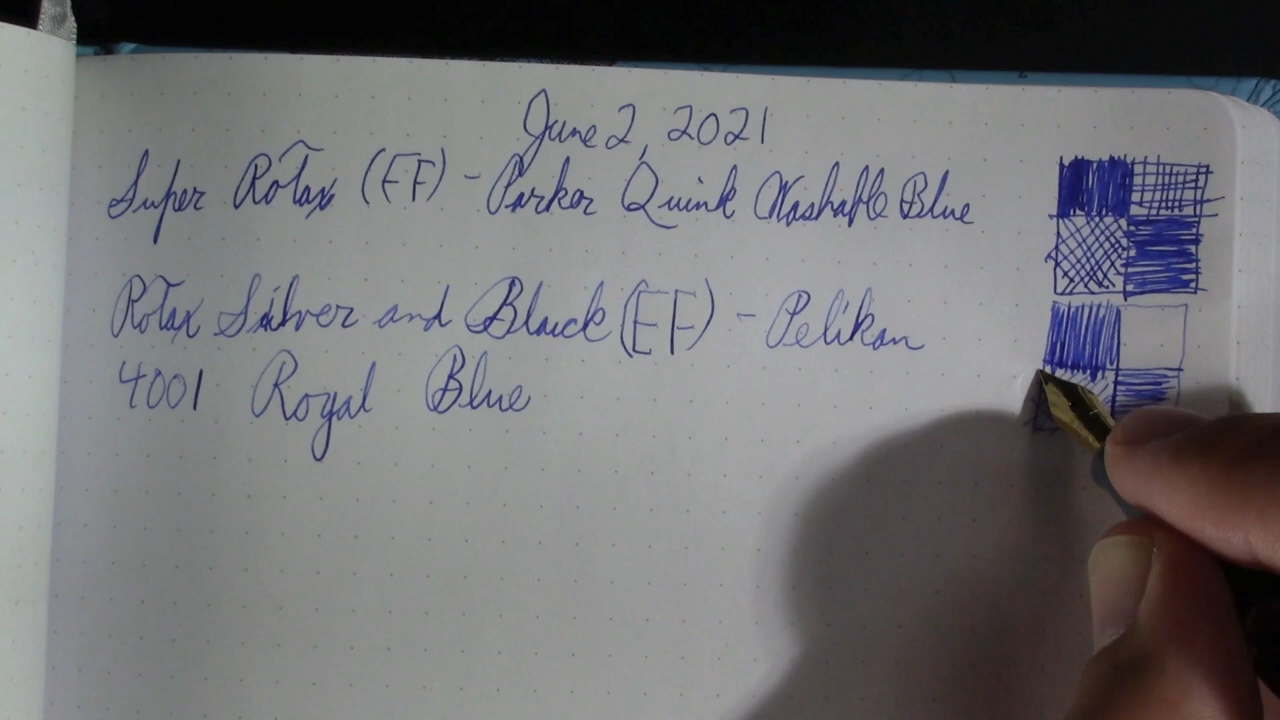 June 2, 2021
Super Rotax (EF) - Parker Quink Washable Blue
Rotax Silver and Black (EF) - Pelikan
4001 Royal Blue